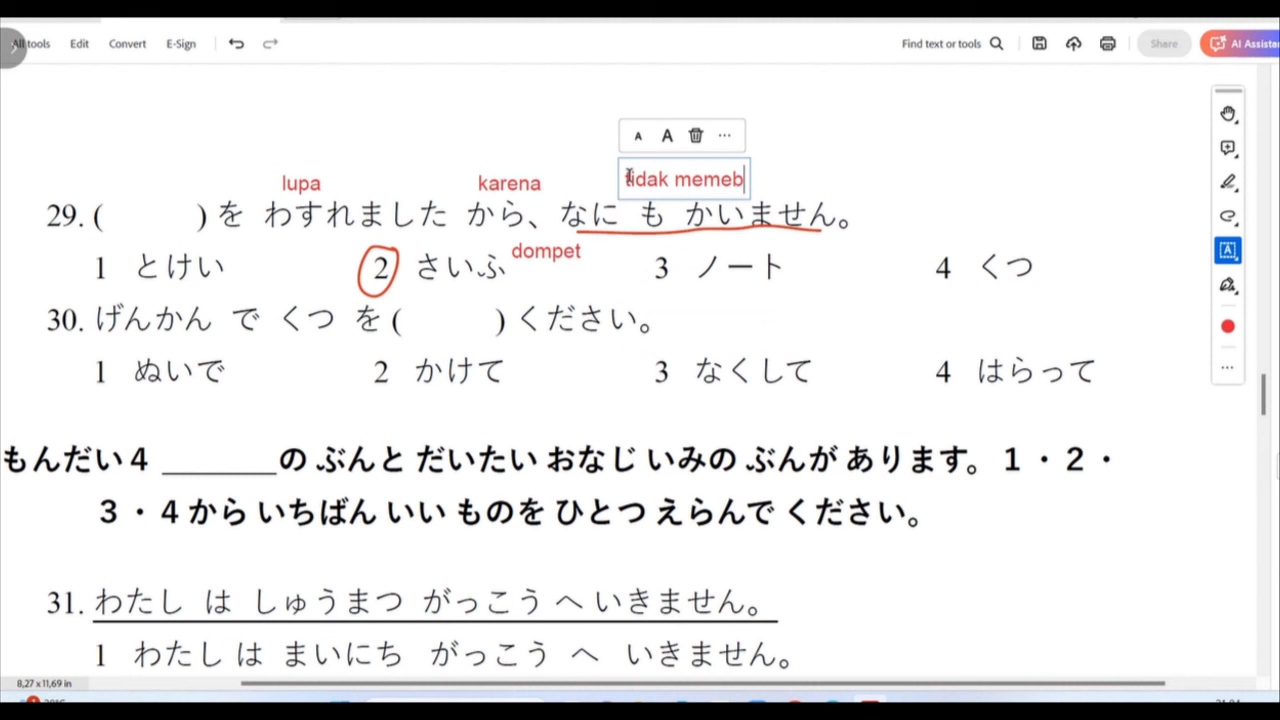 All tools Edit Convert E-Sign Find text or tools Share AI Assista
A A
lupa karena tidak memeb
29. ( )を わすれました から、なに も かいません。
1 とけい 2 さいふ dompet 3 ノート 4 くつ
30. げんかん で くつ を ( )ください。
1 ぬいで 2 かけて 3 なくして 4 はらって
もんだい4 ________の ぶんと だいたい おなじ いみの ぶんが あります。1・2・
3・4から いちばん いい ものを ひとつ えらんで ください。
31. わたし は しゅうまつ がっこう へ いきません。
1 わたし は まいにち がっこう へ いきません。
8,27 x 11,69 in